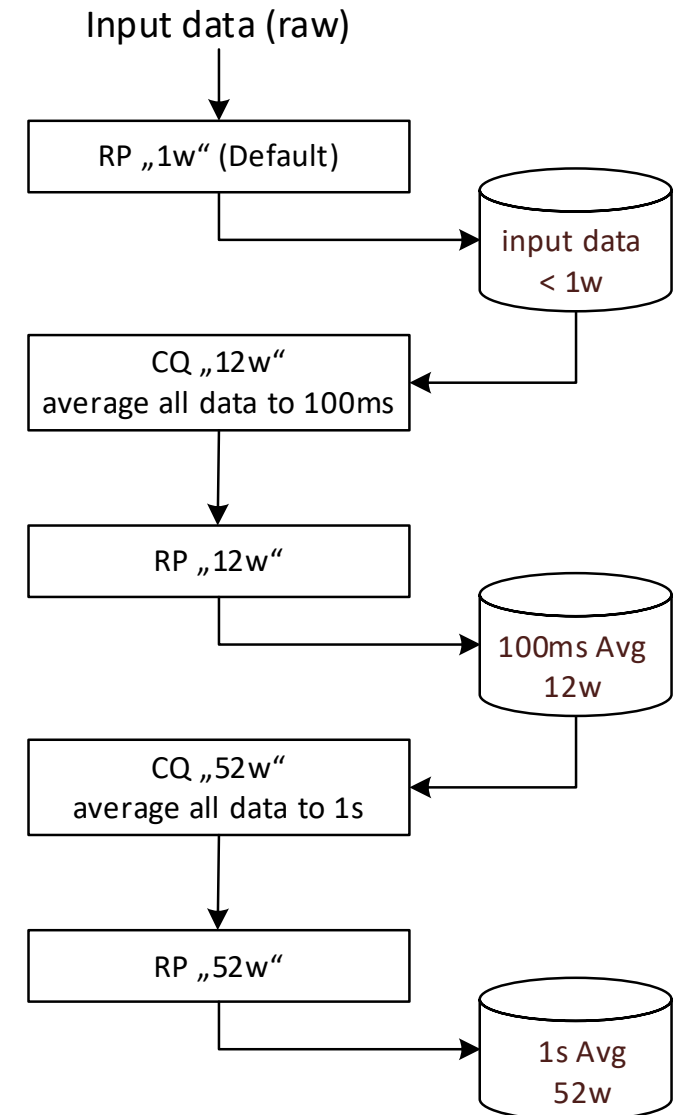 Input data (raw)
RP „1w“ (Default)
input data
< 1w
CQ „12w“
average all data to 100ms
RP „12w“
100ms Avg
12w
CQ „52w“
average all data to 1s
RP „52w“
1s Avg
52w